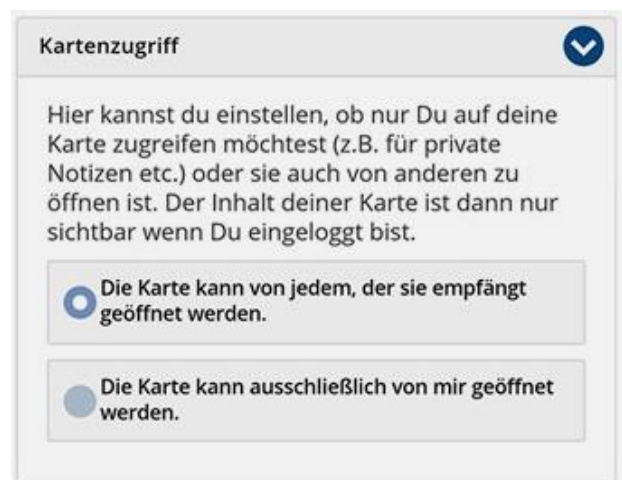 Kartenzugriff
Hier kannst du einstellen, ob nur Du auf deine
Karte zugreifen möchtest (z.B. für private
Notizen etc.) oder sie auch von anderen zu
öffnen ist. Der Inhalt deiner Karte ist dann nur
sichtbar wenn Du eingeloggt bist.
Die Karte kann von jedem, der sie empfängt
geöffnet werden.
Die Karte kann ausschließlich von mir geöffnet
werden.